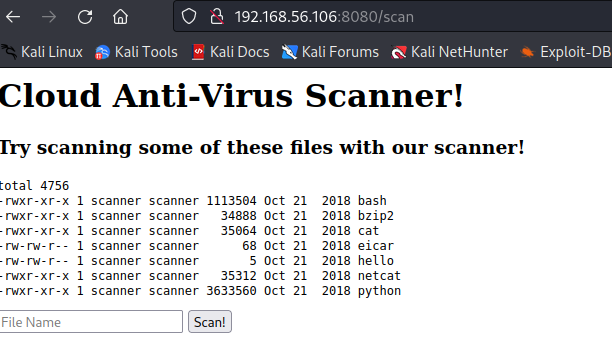 192.168.56.106:8080/scan
Kali Linux Kali Tools Kali Docs Kali Forums Kali NetHunter Exploit-DB
Cloud Anti-Virus Scanner!
Try scanning some of these files with our scanner!
total 4756
-rwxr-xr-x 1 scanner scanner 1113504 Oct 21 2018 bash
-rwxr-xr-x 1 scanner scanner 34888 Oct 21 2018 bzip2
-rwxr-xr-x 1 scanner scanner 35064 Oct 21 2018 cat
-rw-rw-r-- 1 scanner scanner 68 Oct 21 2018 eicar
-rw-rw-r-- 1 scanner scanner 5 Oct 21 2018 hello
-rwxr-xr-x 1 scanner scanner 35312 Oct 21 2018 netcat
-rwxr-xr-x 1 scanner scanner 3633560 Oct 21 2018 python
File Name Scan!